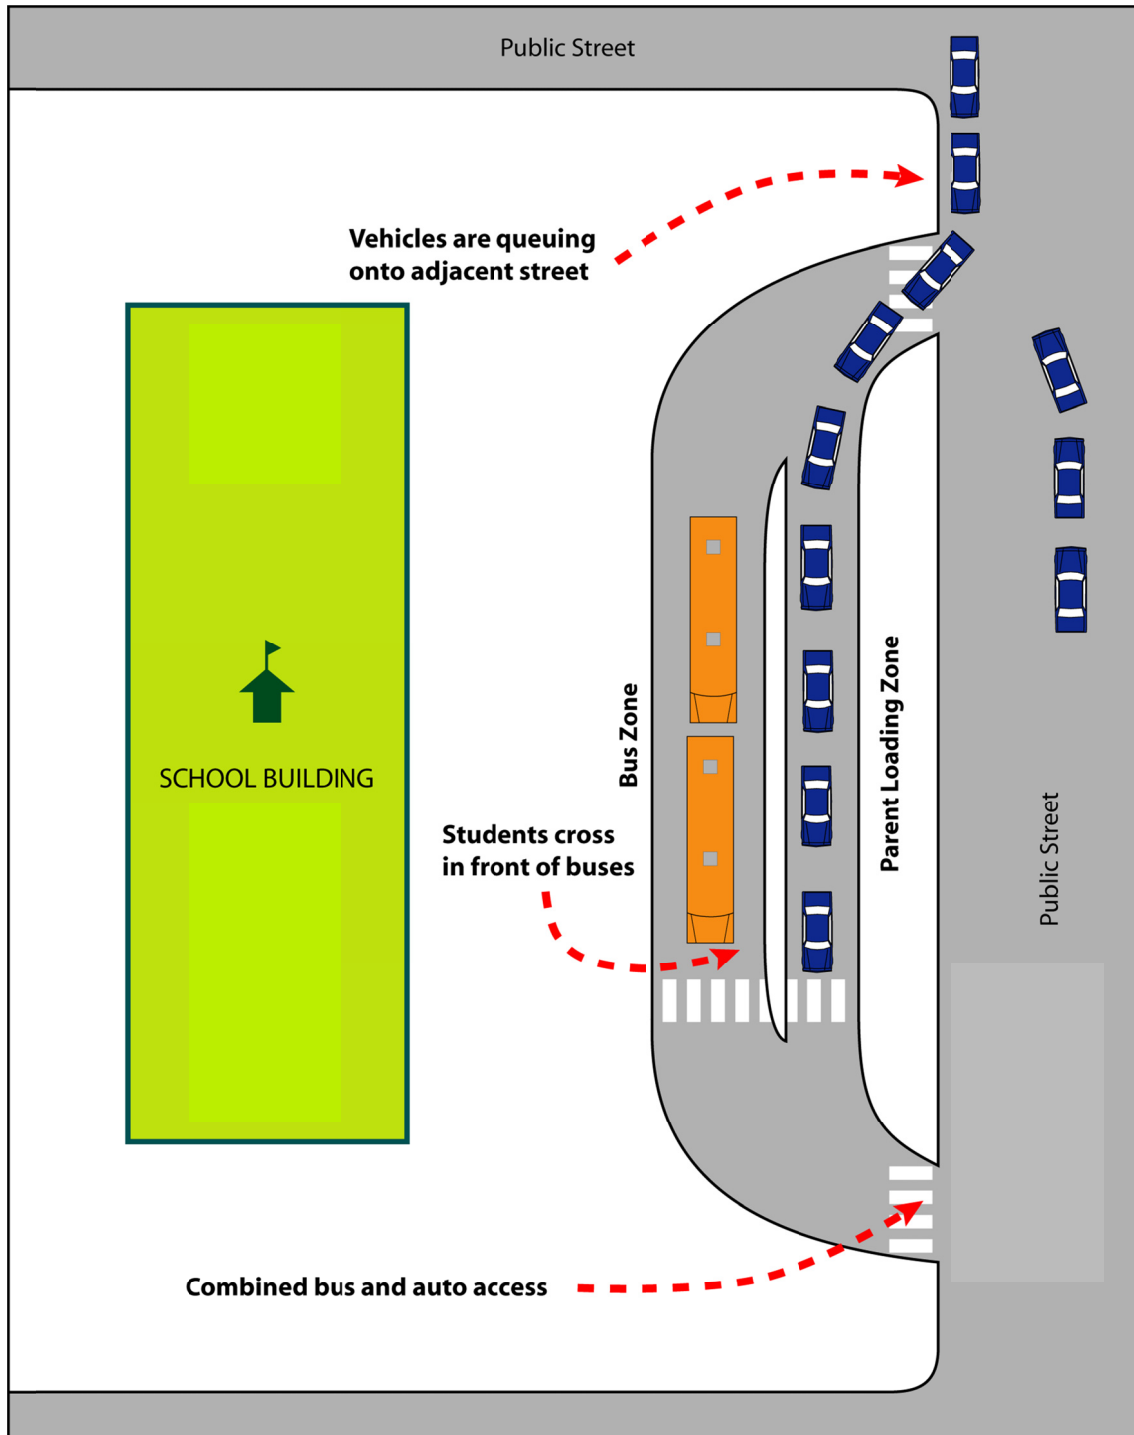 Public Street
Vehicles are queuing
onto adjacent street
SCHOOL BUILDING
Bus Zone
Parent Loading Zone
Public Street
Students cross
in front of buses
Combined bus and auto access